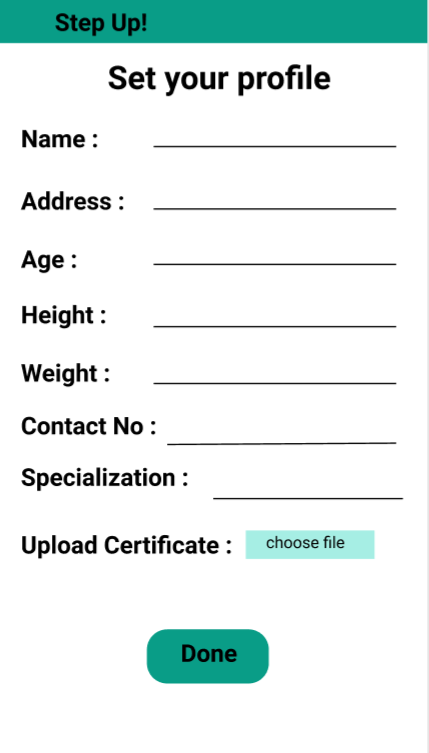 Step Up!
Set your profile
Name :
Address :
Age :
Height :
Weight :
Contact No :
Specialization :
Upload Certificate : choose file
Done